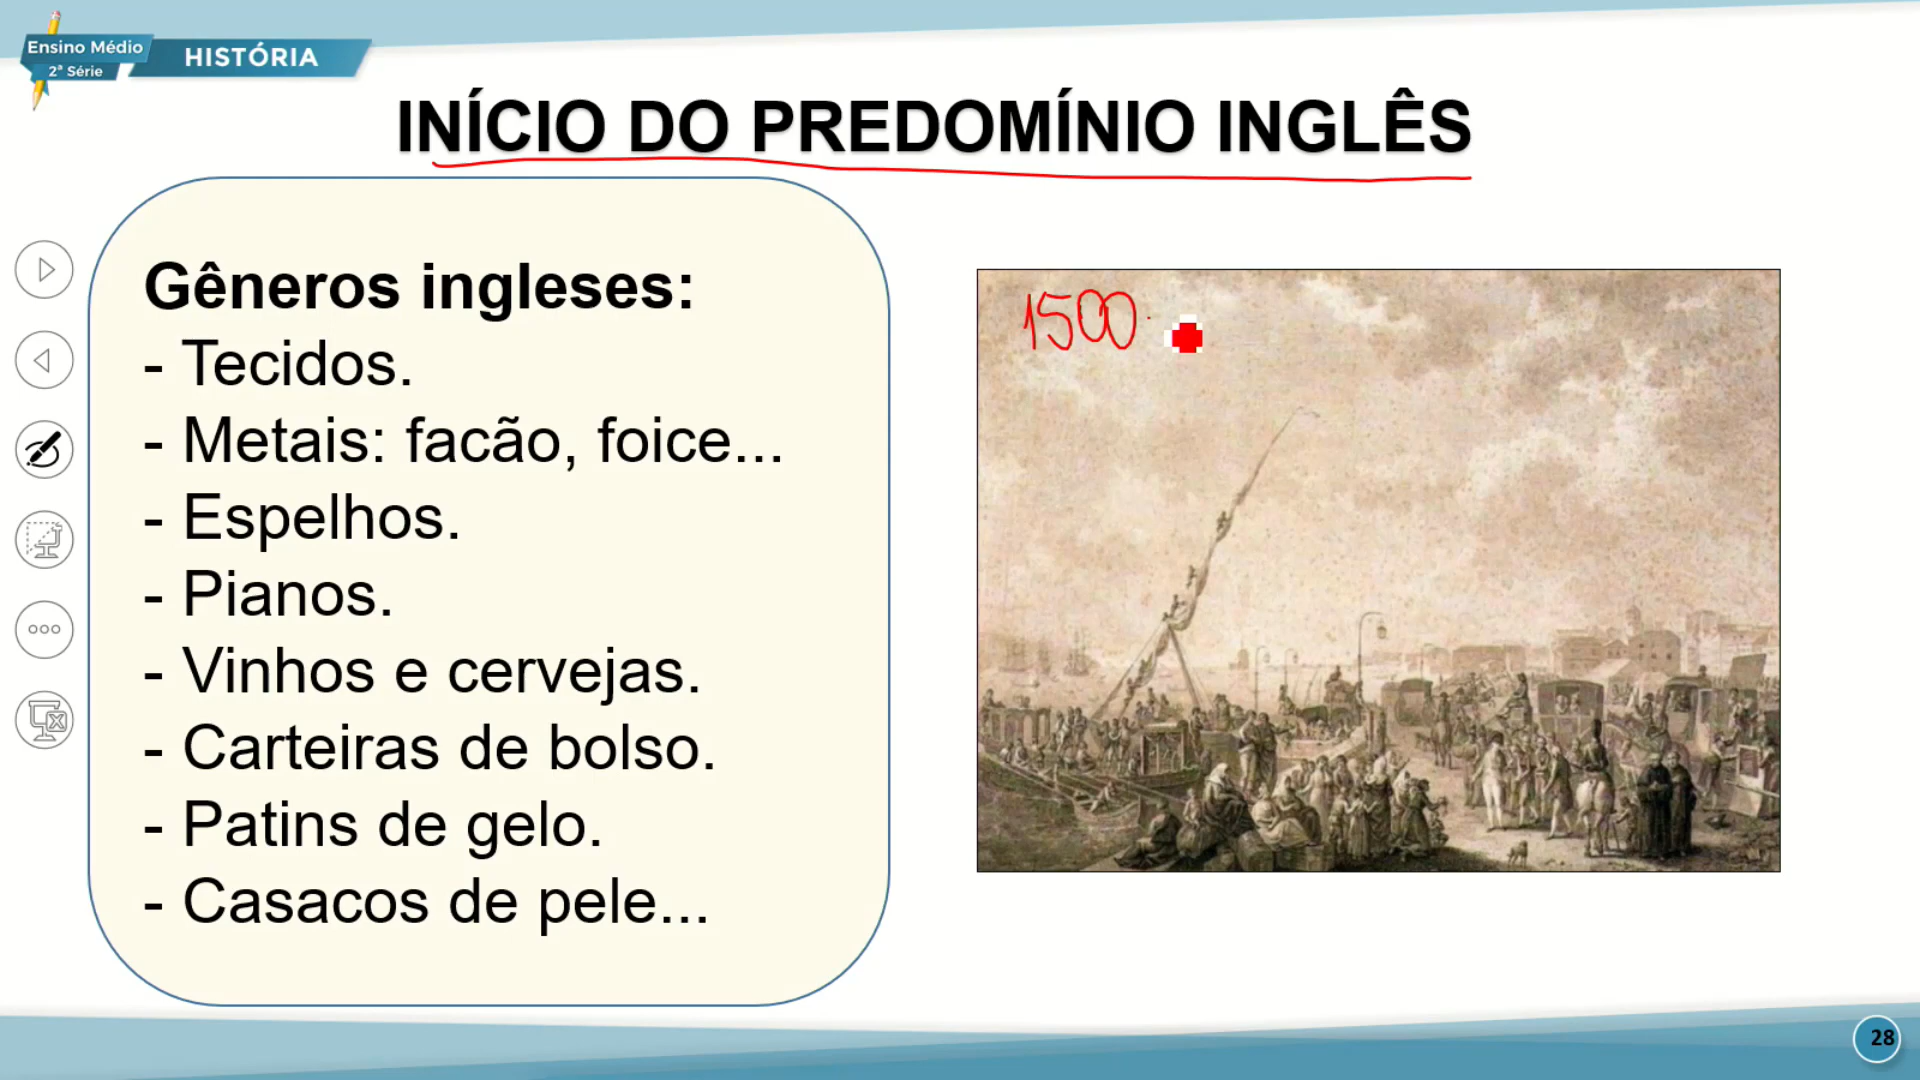 Ensino Médio
2ª Série
HISTÓRIA
INÍCIO DO PREDOMÍNIO INGLÊS
Gêneros ingleses:
- Tecidos.
- Metais: facão, foice...
- Espelhos.
- Pianos.
- Vinhos e cervejas.
- Carteiras de bolso.
- Patins de gelo.
- Casacos de pele...
1500
28